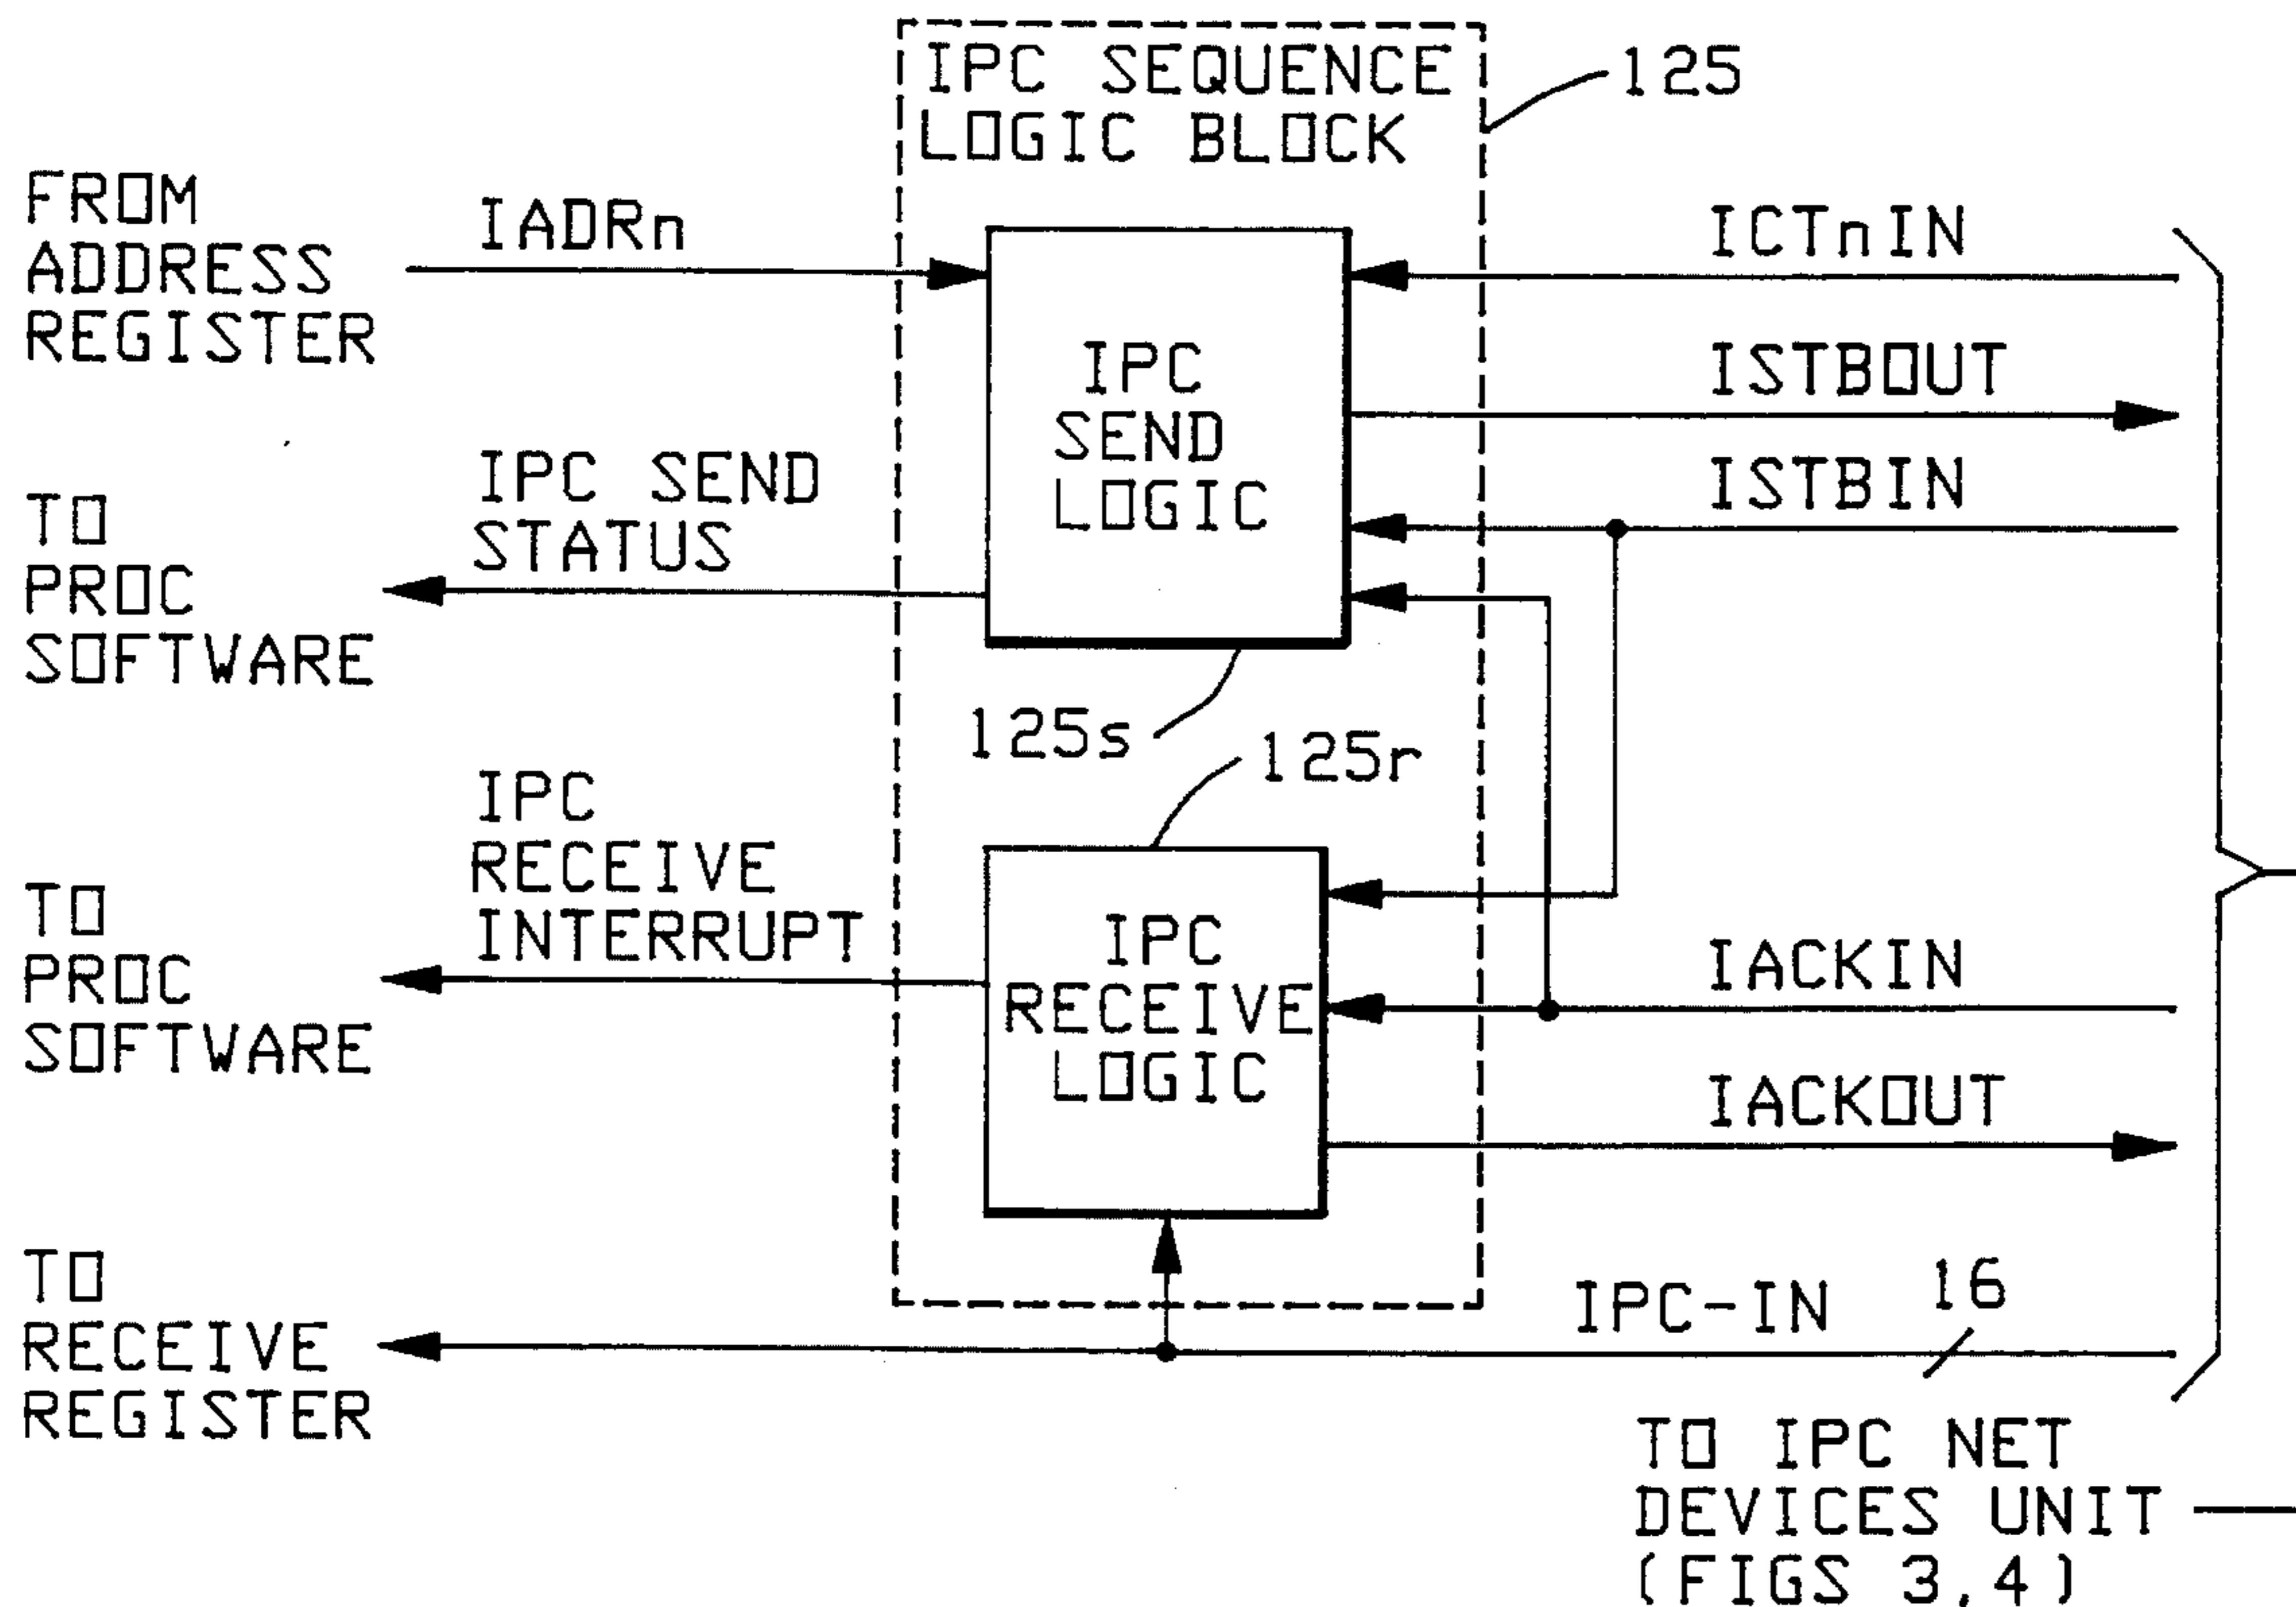 IPC SEQUENCE
LOGIC BLOCK
125
FROM
ADDRESS
REGISTER
IADRn
ICTnIN
IPC
SEND
LOGIC
ISTBOUT
ISTBIN
IPC SEND
STATUS
TO
PROC
SOFTWARE
125s
125r
IPC
RECEIVE
INTERRUPT
TO
PROC
SOFTWARE
IPC
RECEIVE
LOGIC
IACKIN
IACKOUT
TO
RECEIVE
REGISTER
IPC-IN
16
TO IPC NET
DEVICES UNIT
(FIGS 3,4)